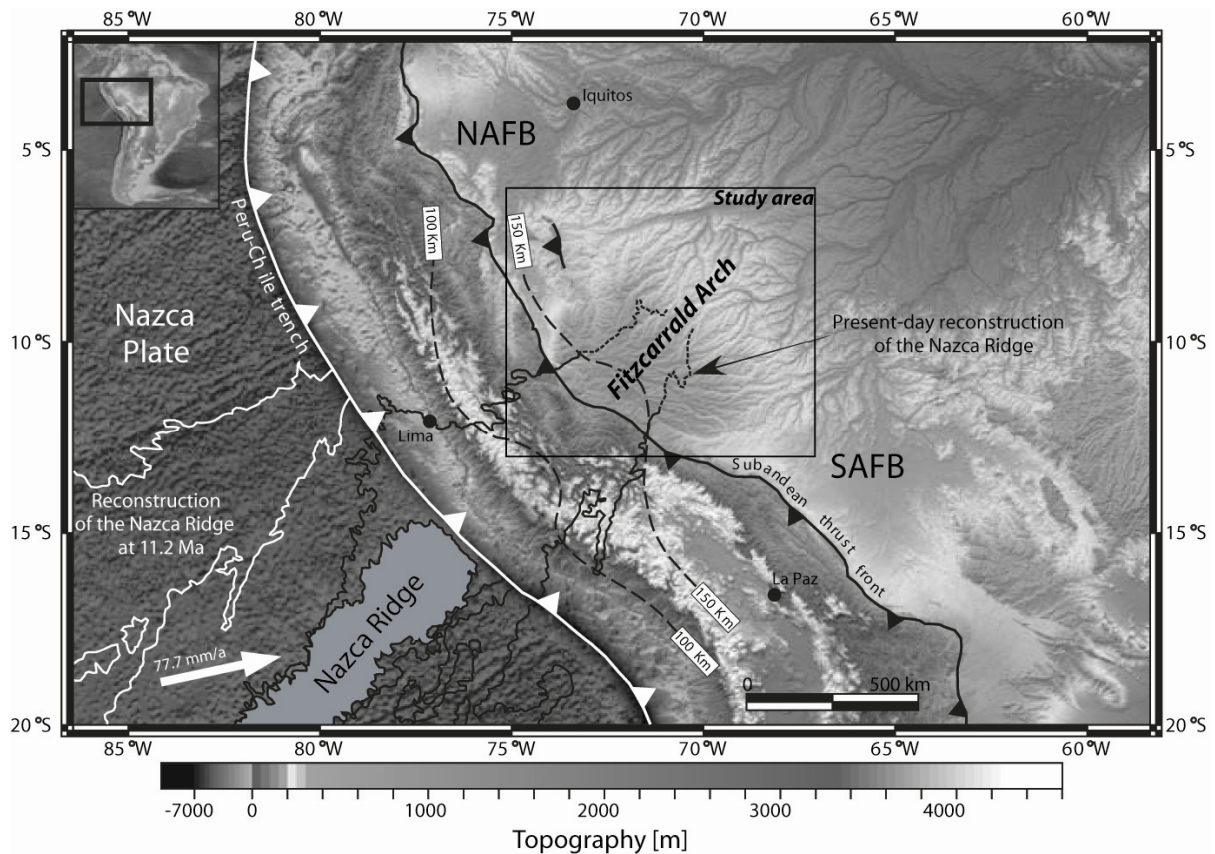 85°W 80°W 75°W 70°W 65°W 60°W
Iquitos
NAFB
5°S 5°S
Study area
100 Km
150 Km
Peru-Chile trench
Fitzcarrald Arch
Nazca
Plate
10°S 10°S
Present-day reconstruction
of the Nazca Ridge
Lima
SAFB
Subandean thrust front
Reconstruction
of the Nazca Ridge
at 11.2 Ma
15°S 15°S
La Paz
150 Km
100 Km
Nazca Ridge
77.7 mm/a
0 500 km
20°S 20°S
85°W 80°W 75°W 70°W 65°W 60°W
-7000 0 1000 2000 3000 4000
Topography [m]